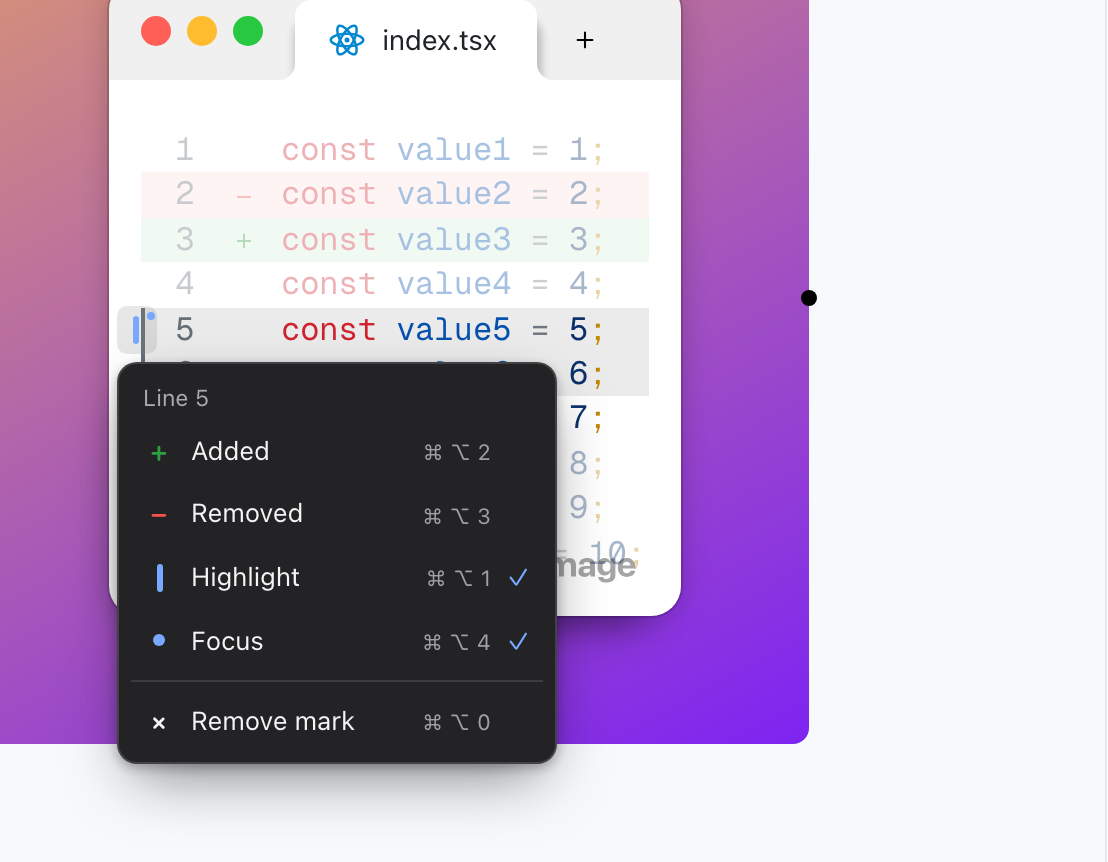 index.tsx +
1 const value1 = 1;
2 − const value2 = 2;
3 + const value3 = 3;
4 const value4 = 4;
5 const value5 = 5;
6;
7;
8;
9;
= 10;
mage
Line 5
+ Added ⌘ ⌥ 2
− Removed ⌘ ⌥ 3
Highlight ⌘ ⌥ 1 ✓
Focus ⌘ ⌥ 4 ✓
× Remove mark ⌘ ⌥ 0